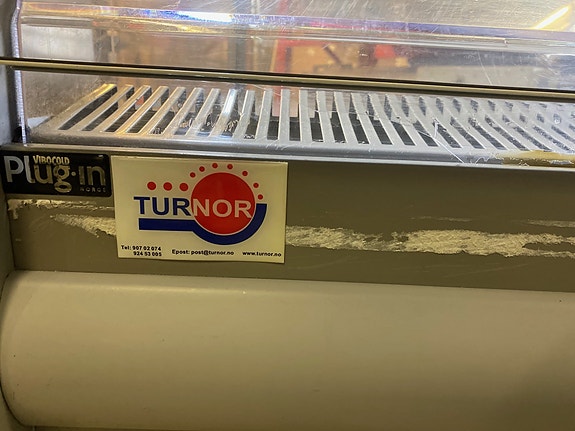 VIBOCOLD
Plug-in
NORGE
TURNOR
Tel: 907 02 074
924 53 005
Epost: post@turnor.no
www.turnor.no